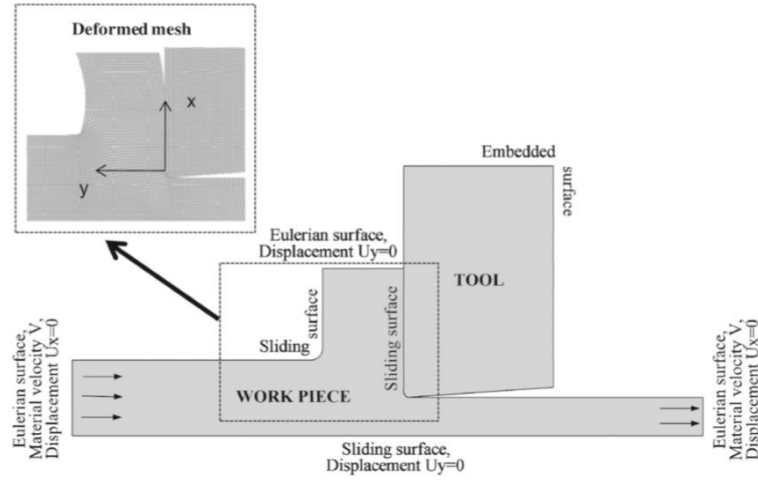 Deformed mesh
x
y
Embedded
surface
Eulerian surface,
Displacement Uy=0
TOOL
surface
Sliding
Sliding surface
WORK PIECE
Eulerian surface,
Material velocity V,
Displacement Ux=0
Eulerian surface,
Material velocity V,
Displacement Ux=0
Sliding surface,
Displacement Uy=0